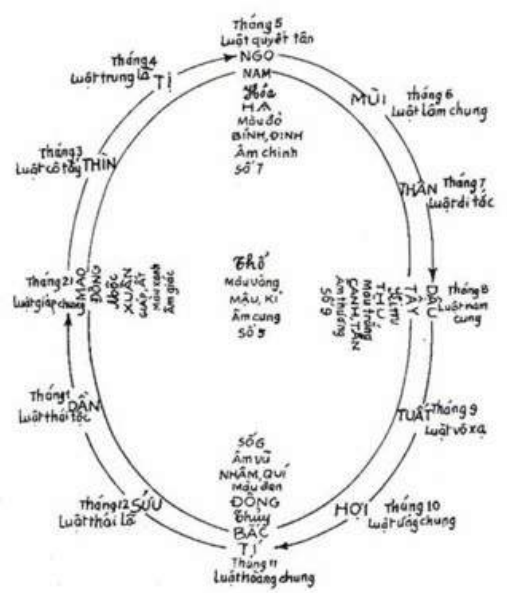 Tháng 5
Luật quyết tân
NGỌ
NAM
Hỏa
HẠ
Màu đỏ
BÍNH, ĐINH
Âm chinh
Số 7
MÙI
Tháng 6
Luật Lâm chung
THÂN
Tháng 7
Luật di tắc
DẬU
TÂY
Kim
THU
Màu trắng
CANH, TÂN
Âm thương
Số 9
Tháng 8
Luật nam
cung
TUẤT
Tháng 9
Luật vô xạ
HỢI
Tháng 10
Luật ứng chung
Số 6
Âm vũ
NHÂM, QUÍ
Màu đen
ĐÔNG
Thủy
BẮC
TÍ
Tháng 11
Luật hoàng chung
Tháng 12
SỬU
Luật thái lã
Tháng 1
DẦN
Luật thái tộc
Tháng 21
Luật giáp chung
MÃO
ĐÔNG
Mộc
XUÂN
GIÁP, ẤT
Màu xanh
Âm giác
Tháng 3
Luật cô tẩy
THÌN
Tháng 4
Luật trung lã
TỊ
Thổ
Màu vàng
MẬU, KỈ
Âm cung
Số 5